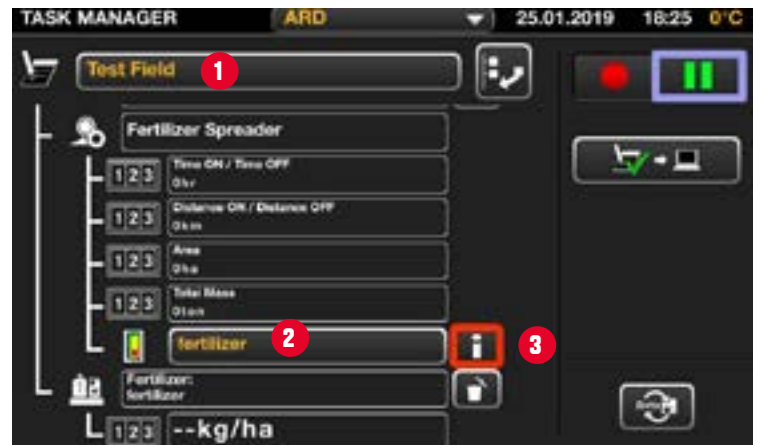 TASK MANAGER ARD 25.01.2019 18:25 0°C
Test Field 1
Fertilizer Spreader
123 Time ON / Time OFF
0hr
123 Distance ON / Distance OFF
0km
123 Area
0ha
123 Total Mass
0ton
fertilizer 2 i 3
Fertilizer:
fertilizer
123 --kg/ha